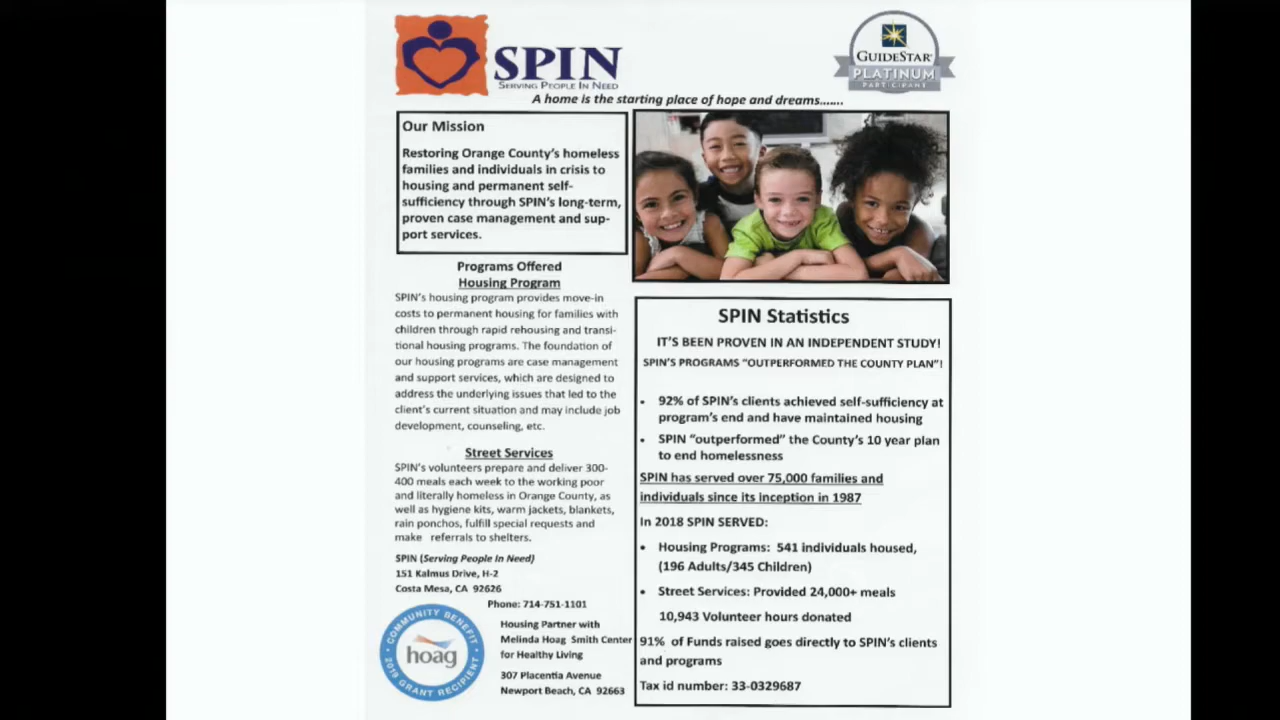 SPIN
SERVING PEOPLE IN NEED
GUIDESTAR
PLATINUM
PARTICIPANT
A home is the starting place of hope and dreams.......
Our Mission
Restoring Orange County's homeless
families and individuals in crisis to
housing and permanent self-
sufficiency through SPIN's long-term,
proven case management and sup-
port services.
Programs Offered
Housing Program
SPIN's housing program provides move-in
costs to permanent housing for families with
children through rapid rehousing and transi-
tional housing programs. The foundation of
our housing programs are case management
and support services, which are designed to
address the underlying issues that led to the
client's current situation and may include job
development, counseling, etc.
Street Services
SPIN's volunteers prepare and deliver 300-
400 meals each week to the working poor
and literally homeless in Orange County, as
well as hygiene kits, warm jackets, blankets,
rain ponchos, fulfill special requests and
make referrals to shelters.
SPIN (Serving People In Need)
151 Kalmus Drive, H-2
Costa Mesa, CA 92626
Phone: 714-751-1101
Housing Partner with
Melinda Hoag Smith Center
for Healthy Living
307 Placentia Avenue
Newport Beach, CA 92663
COMMUNITY BENEFIT
hoag
2019 GRANT RECIPIENT
SPIN Statistics
IT'S BEEN PROVEN IN AN INDEPENDENT STUDY!
SPIN'S PROGRAMS "OUTPERFORMED THE COUNTY PLAN"!
• 92% of SPIN's clients achieved self-sufficiency at
program's end and have maintained housing
• SPIN "outperformed" the County's 10 year plan
to end homelessness
SPIN has served over 75,000 families and
individuals since its inception in 1987
In 2018 SPIN SERVED:
• Housing Programs: 541 individuals housed,
(196 Adults/345 Children)
• Street Services: Provided 24,000+ meals
10,943 Volunteer hours donated
91% of Funds raised goes directly to SPIN's clients
and programs
Tax id number: 33-0329687